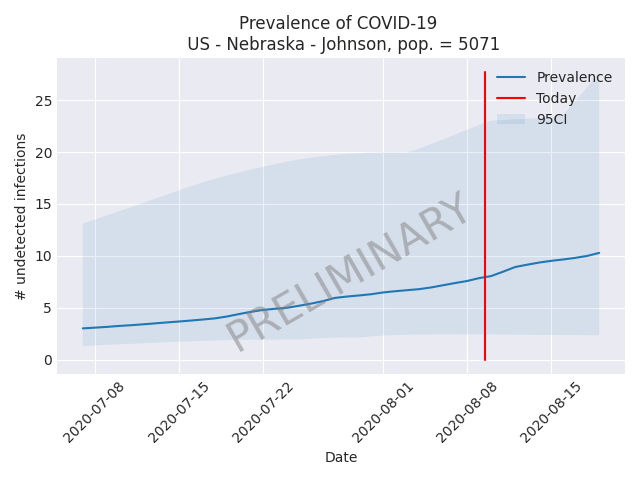 Prevalence of COVID-19
US - Nebraska - Johnson, pop. = 5071
Prevalence
Today
95CI
PRELIMINARY
# undetected infections
25
20
15
10
5
0
2020-07-08
2020-07-15
2020-07-22
2020-08-01
2020-08-08
2020-08-15
Date